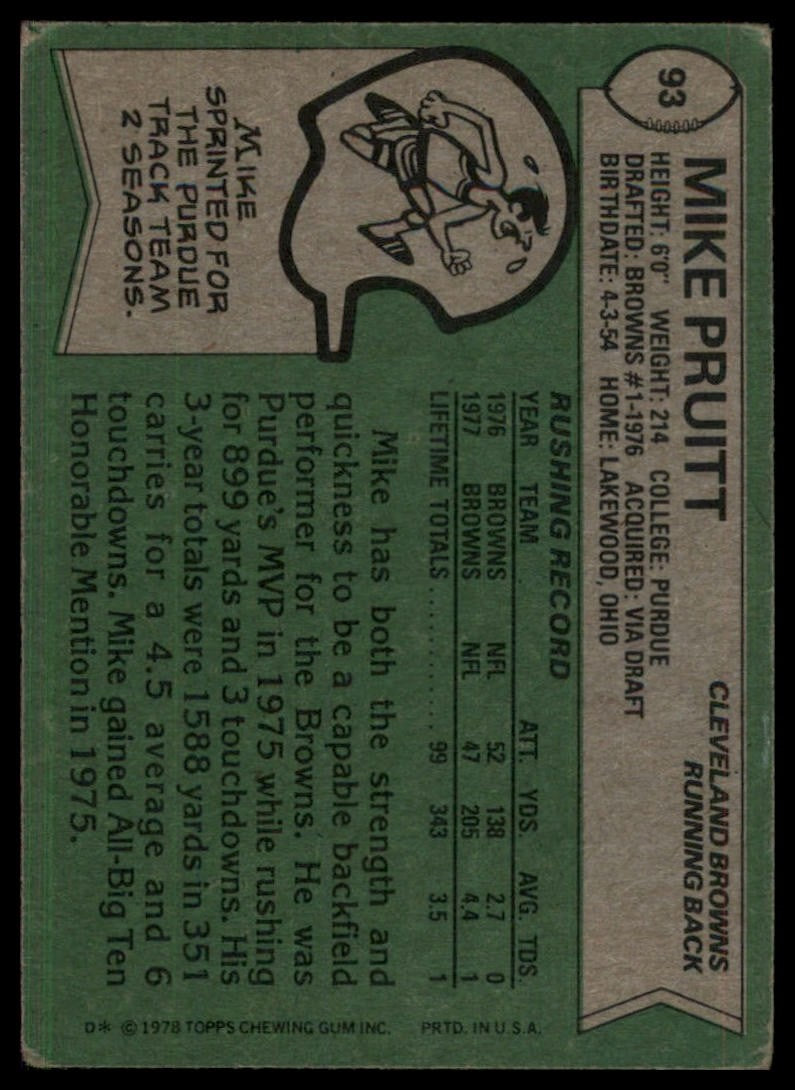 93
MIKE PRUITT
CLEVELAND BROWNS
RUNNING BACK
HEIGHT: 6'0" WEIGHT: 214 COLLEGE: PURDUE
DRAFTED: BROWNS #1-1976 ACQUIRED: VIA DRAFT
BIRTHDATE: 4-3-54 HOME: LAKEWOOD, OHIO
RUSHING RECORD
YEAR TEAM ATT. YDS. AVG. TDS.
1976 BROWNS NFL 52 138 2.7 0
1977 BROWNS NFL 47 205 4.4 1
LIFETIME TOTALS............ 99 343 3.5 1
Mike has both the strength and
quickness to be a capable backfield
performer for the Browns. He was
Purdue's MVP in 1975 while rushing
for 899 yards and 3 touchdowns. His
3-year totals were 1588 yards in 351
carries for a 4.5 average and 6
touchdowns. Mike gained All-Big Ten
Honorable Mention in 1975.
MIKE
SPRINTED FOR
THE PURDUE
TRACK TEAM
2 SEASONS.
D* © 1978 TOPPS CHEWING GUM INC. PRTD. IN U.S.A.